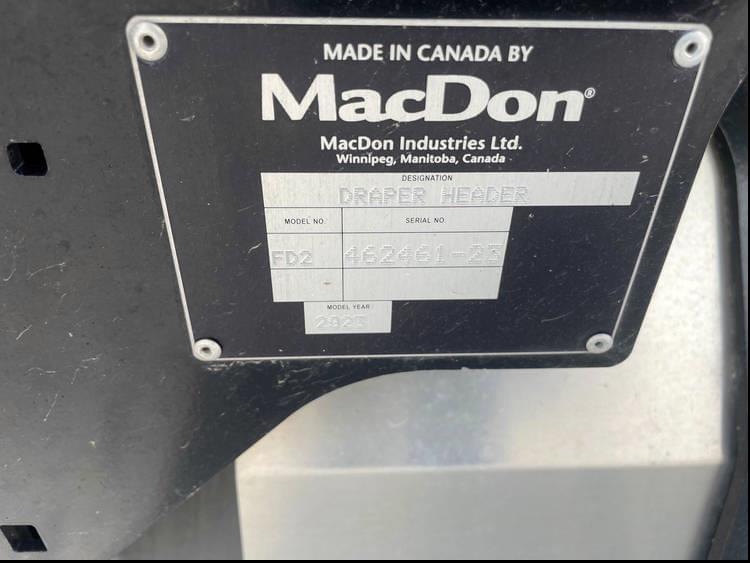 MADE IN CANADA BY
MacDon®
MacDon Industries Ltd.
Winnipeg, Manitoba, Canada
DESIGNATION
DRAPER HEADER
MODEL NO. SERIAL NO.
FD2 462461-23
MODEL YEAR
2023